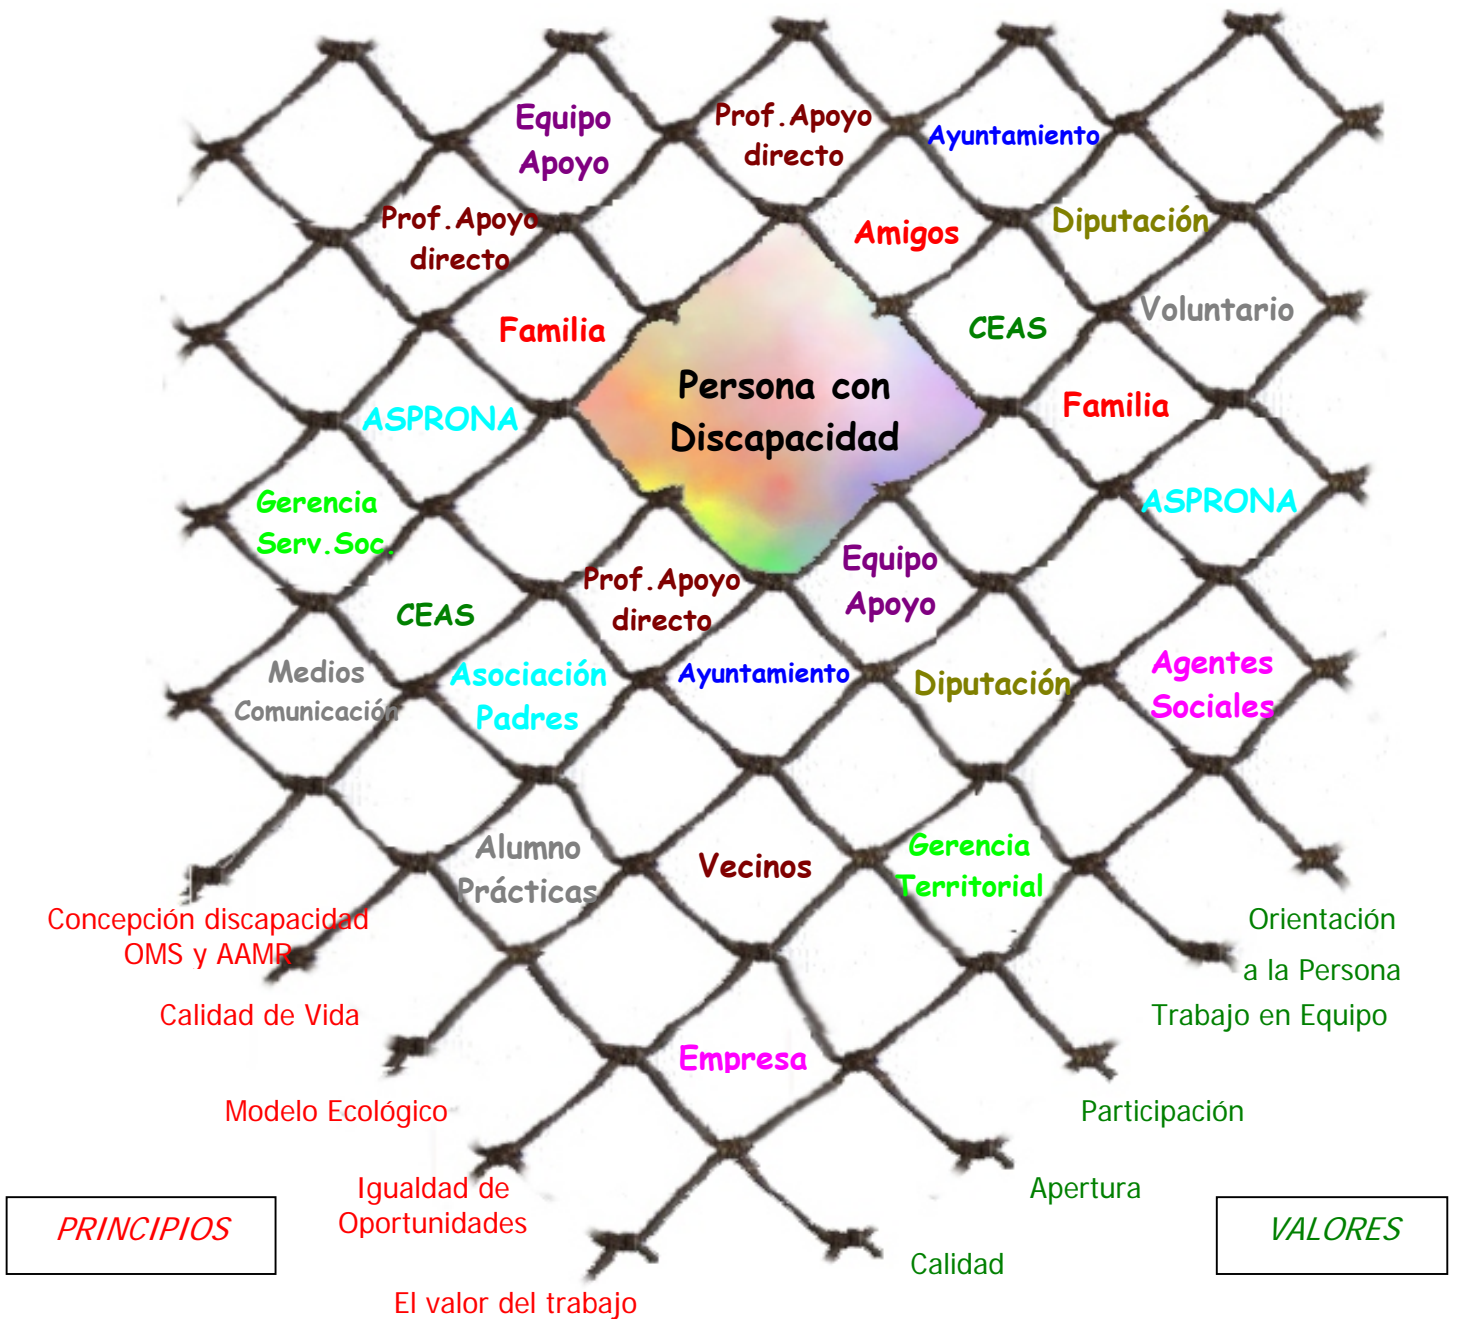 Equipo
Apoyo
Prof.Apoyo
directo
Ayuntamiento
Prof.Apoyo
directo
Amigos
Diputación
Familia
CEAS
Voluntario
Persona con
Discapacidad
ASPRONA
Familia
Gerencia
Serv.Soc.
ASPRONA
Prof.Apoyo
directo
Equipo
Apoyo
CEAS
Medios
Comunicación
Asociación
Padres
Ayuntamiento
Diputación
Agentes
Sociales
Alumno
Prácticas
Vecinos
Gerencia
Territorial
Concepción discapacidad
OMS y AAMR
Orientación
a la Persona
Calidad de Vida
Trabajo en Equipo
Empresa
Modelo Ecológico
Participación
Igualdad de
Oportunidades
Apertura
PRINCIPIOS
VALORES
Calidad
El valor del trabajo